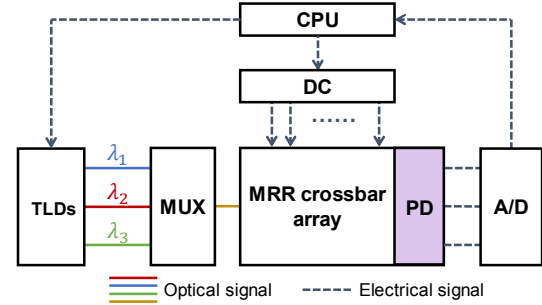 CPU
DC
......
λ1
λ2
λ3
TLDs
MUX
MRR crossbar
array
PD
A/D
Optical signal
Electrical signal